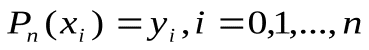 Pₙ(xᵢ) = yᵢ, i = 0,1,..., n